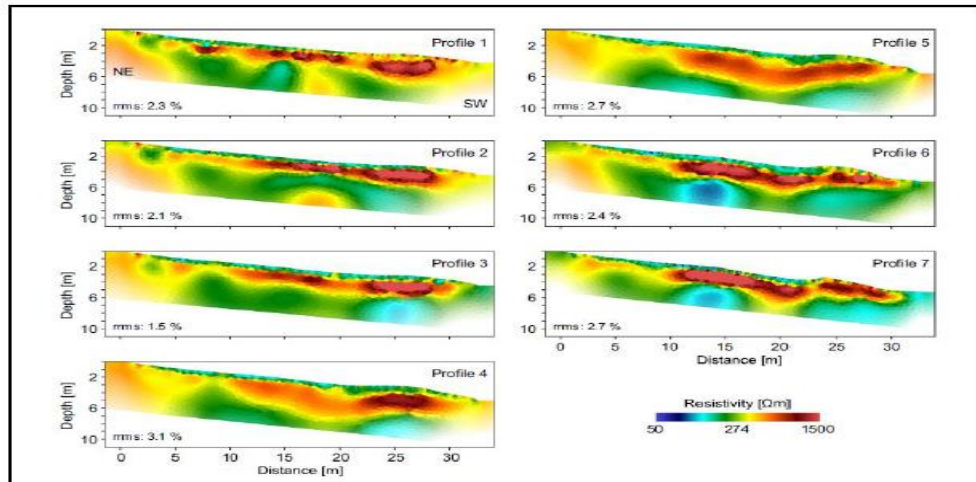 Profile 1
Depth [m]
2
6
10
NE
SW
rms: 2.3 %
Profile 2
Depth [m]
2
6
10
rms: 2.1 %
Profile 3
Depth [m]
2
6
10
rms: 1.5 %
Profile 4
Depth [m]
2
6
10
rms: 3.1 %
0 5 10 15 20 25 30
Distance [m]
Profile 5
2
6
10
rms: 2.7 %
Profile 6
2
6
10
rms: 2.4 %
Profile 7
2
6
10
rms: 2.7 %
0 5 10 15 20 25 30
Distance [m]
Resistivity [Ωm]
50 274 1500